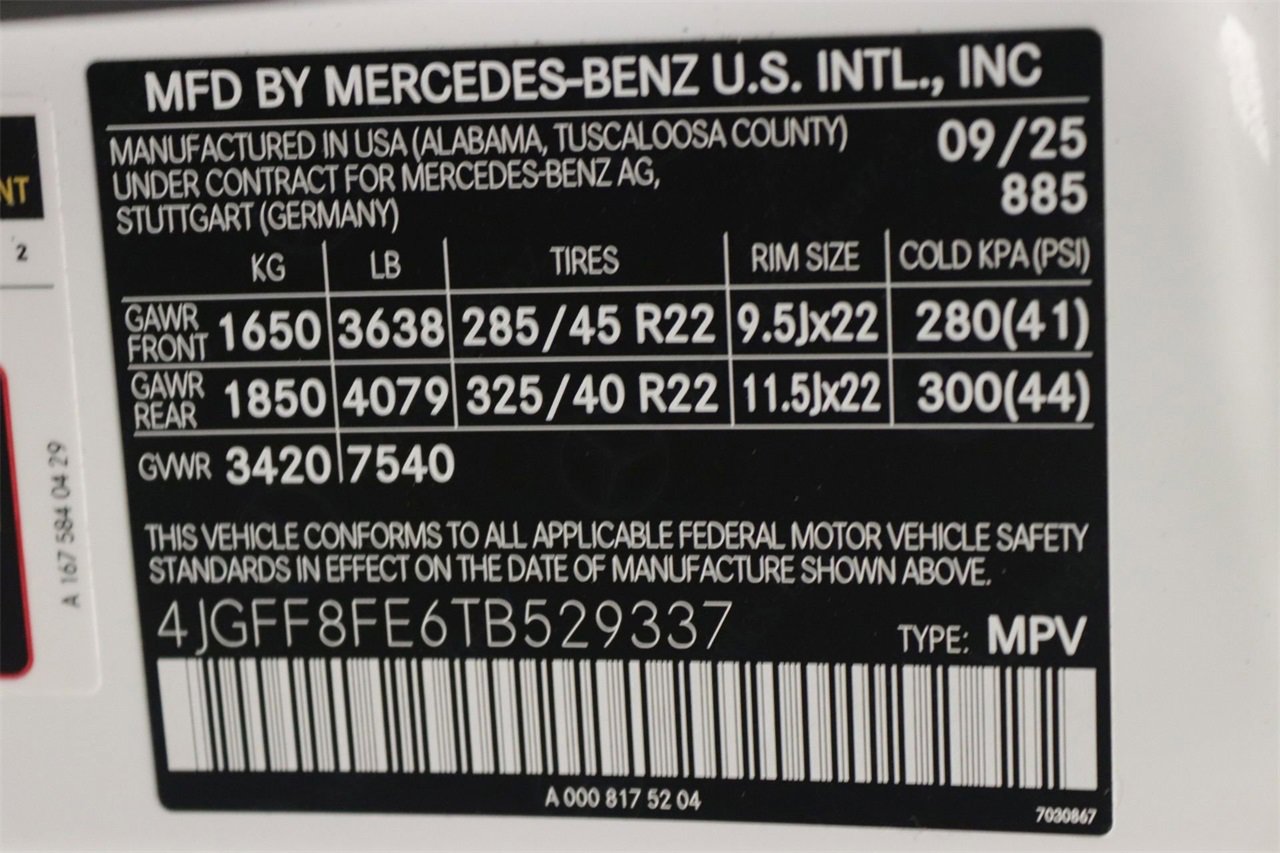 MFD BY MERCEDES-BENZ U.S. INTL., INC
MANUFACTURED IN USA (ALABAMA, TUSCALOOSA COUNTY) 09/25
UNDER CONTRACT FOR MERCEDES-BENZ AG, 885
STUTTGART (GERMANY)
KG LB TIRES RIM SIZE COLD KPA (PSI)
GAWR FRONT 1650 3638 285/45 R22 9.5Jx22 280(41)
GAWR REAR 1850 4079 325/40 R22 11.5Jx22 300(44)
GVWR 3420 7540
THIS VEHICLE CONFORMS TO ALL APPLICABLE FEDERAL MOTOR VEHICLE SAFETY
STANDARDS IN EFFECT ON THE DATE OF MANUFACTURE SHOWN ABOVE.
4JGFF8FE6TB529337 TYPE: MPV
A 000 817 52 04
7030867
NT
2
A 167 584 04 29